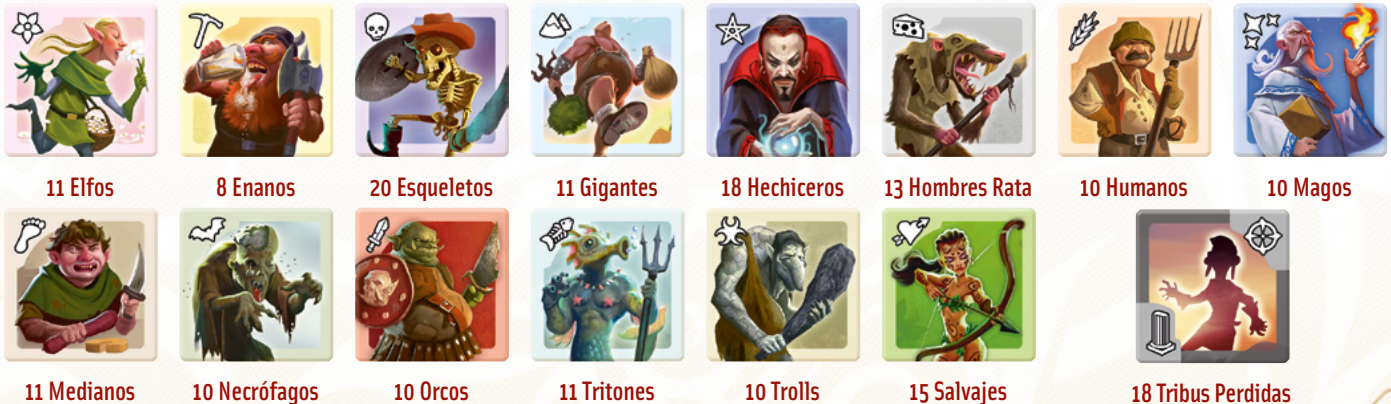 11 Elfos
8 Enanos
20 Esqueletos
11 Gigantes
18 Hechiceros
13 Hombres Rata
10 Humanos
10 Magos
11 Medianos
10 Necrófagos
10 Orcos
11 Tritones
10 Trolls
15 Salvajes
18 Tribus Perdidas